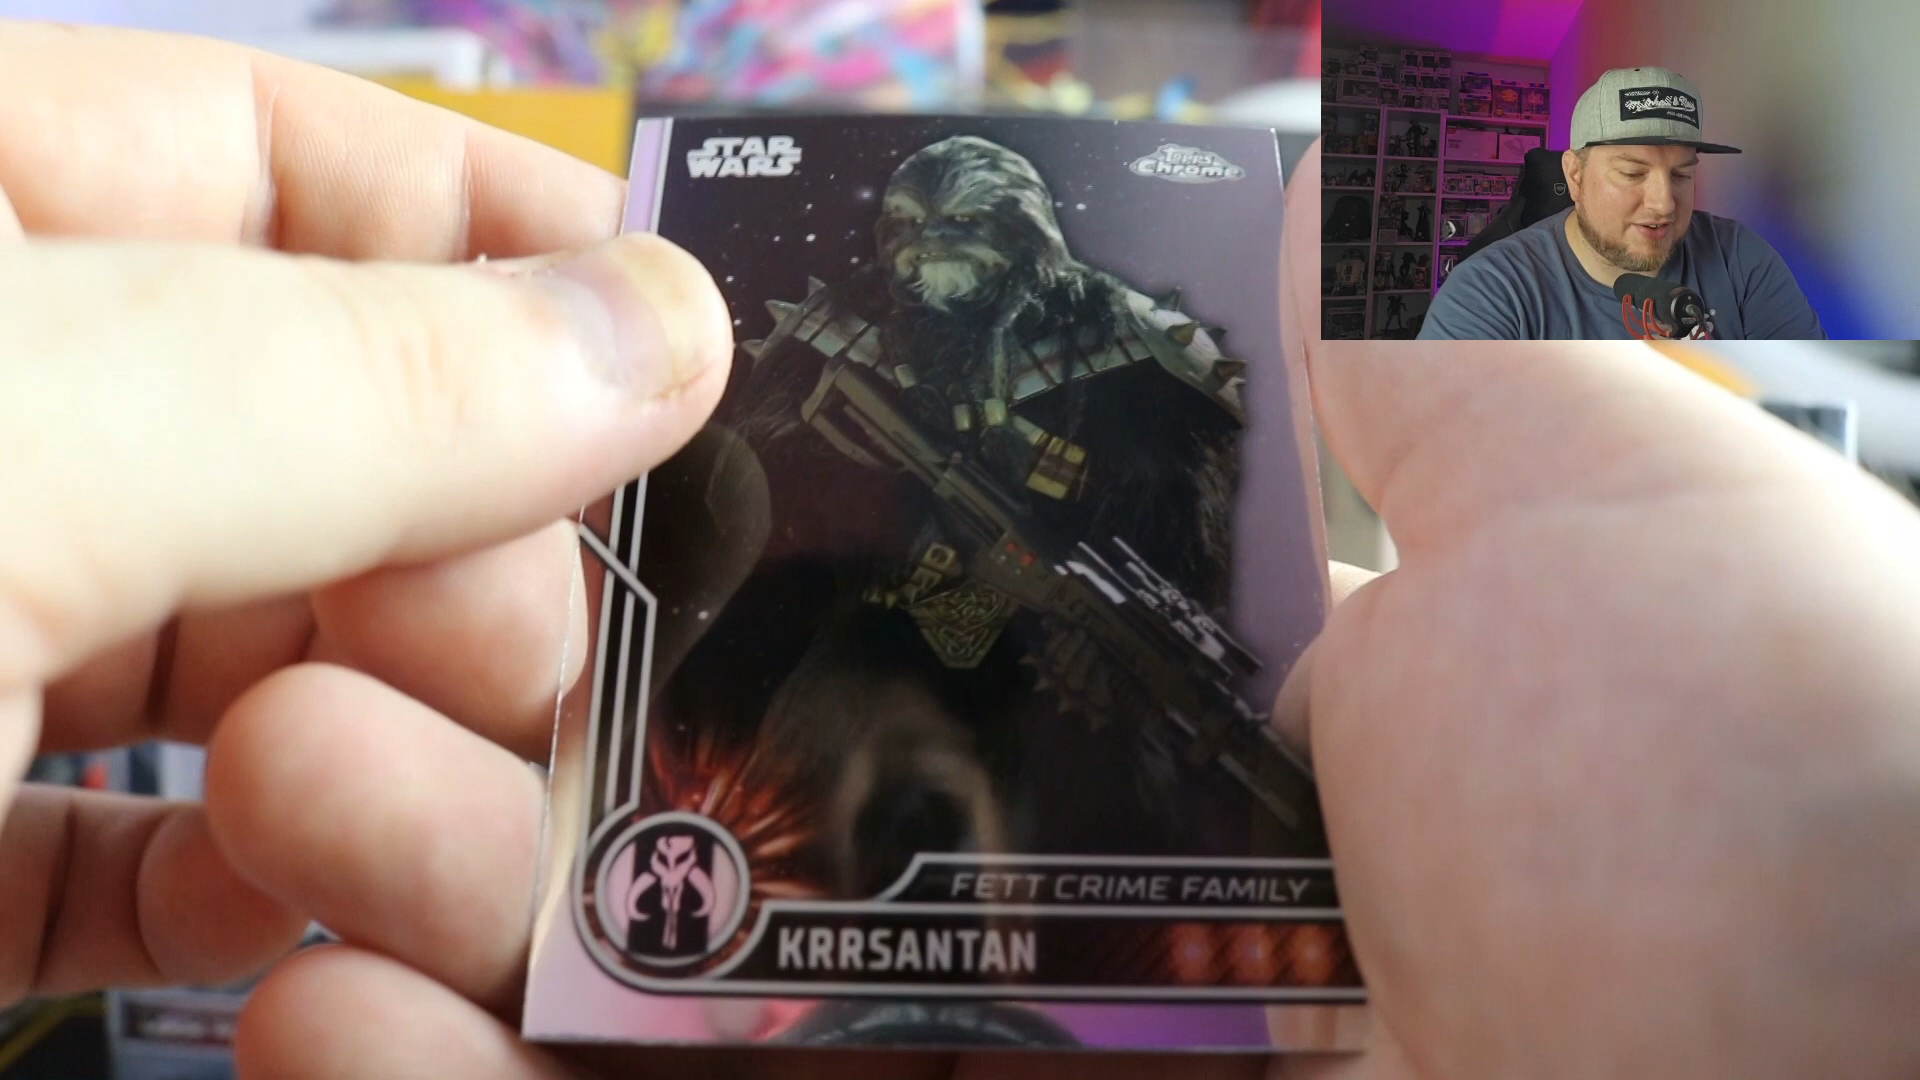 STAR
WARS
Topps
Chrome
FETT CRIME FAMILY
KRRSANTAN